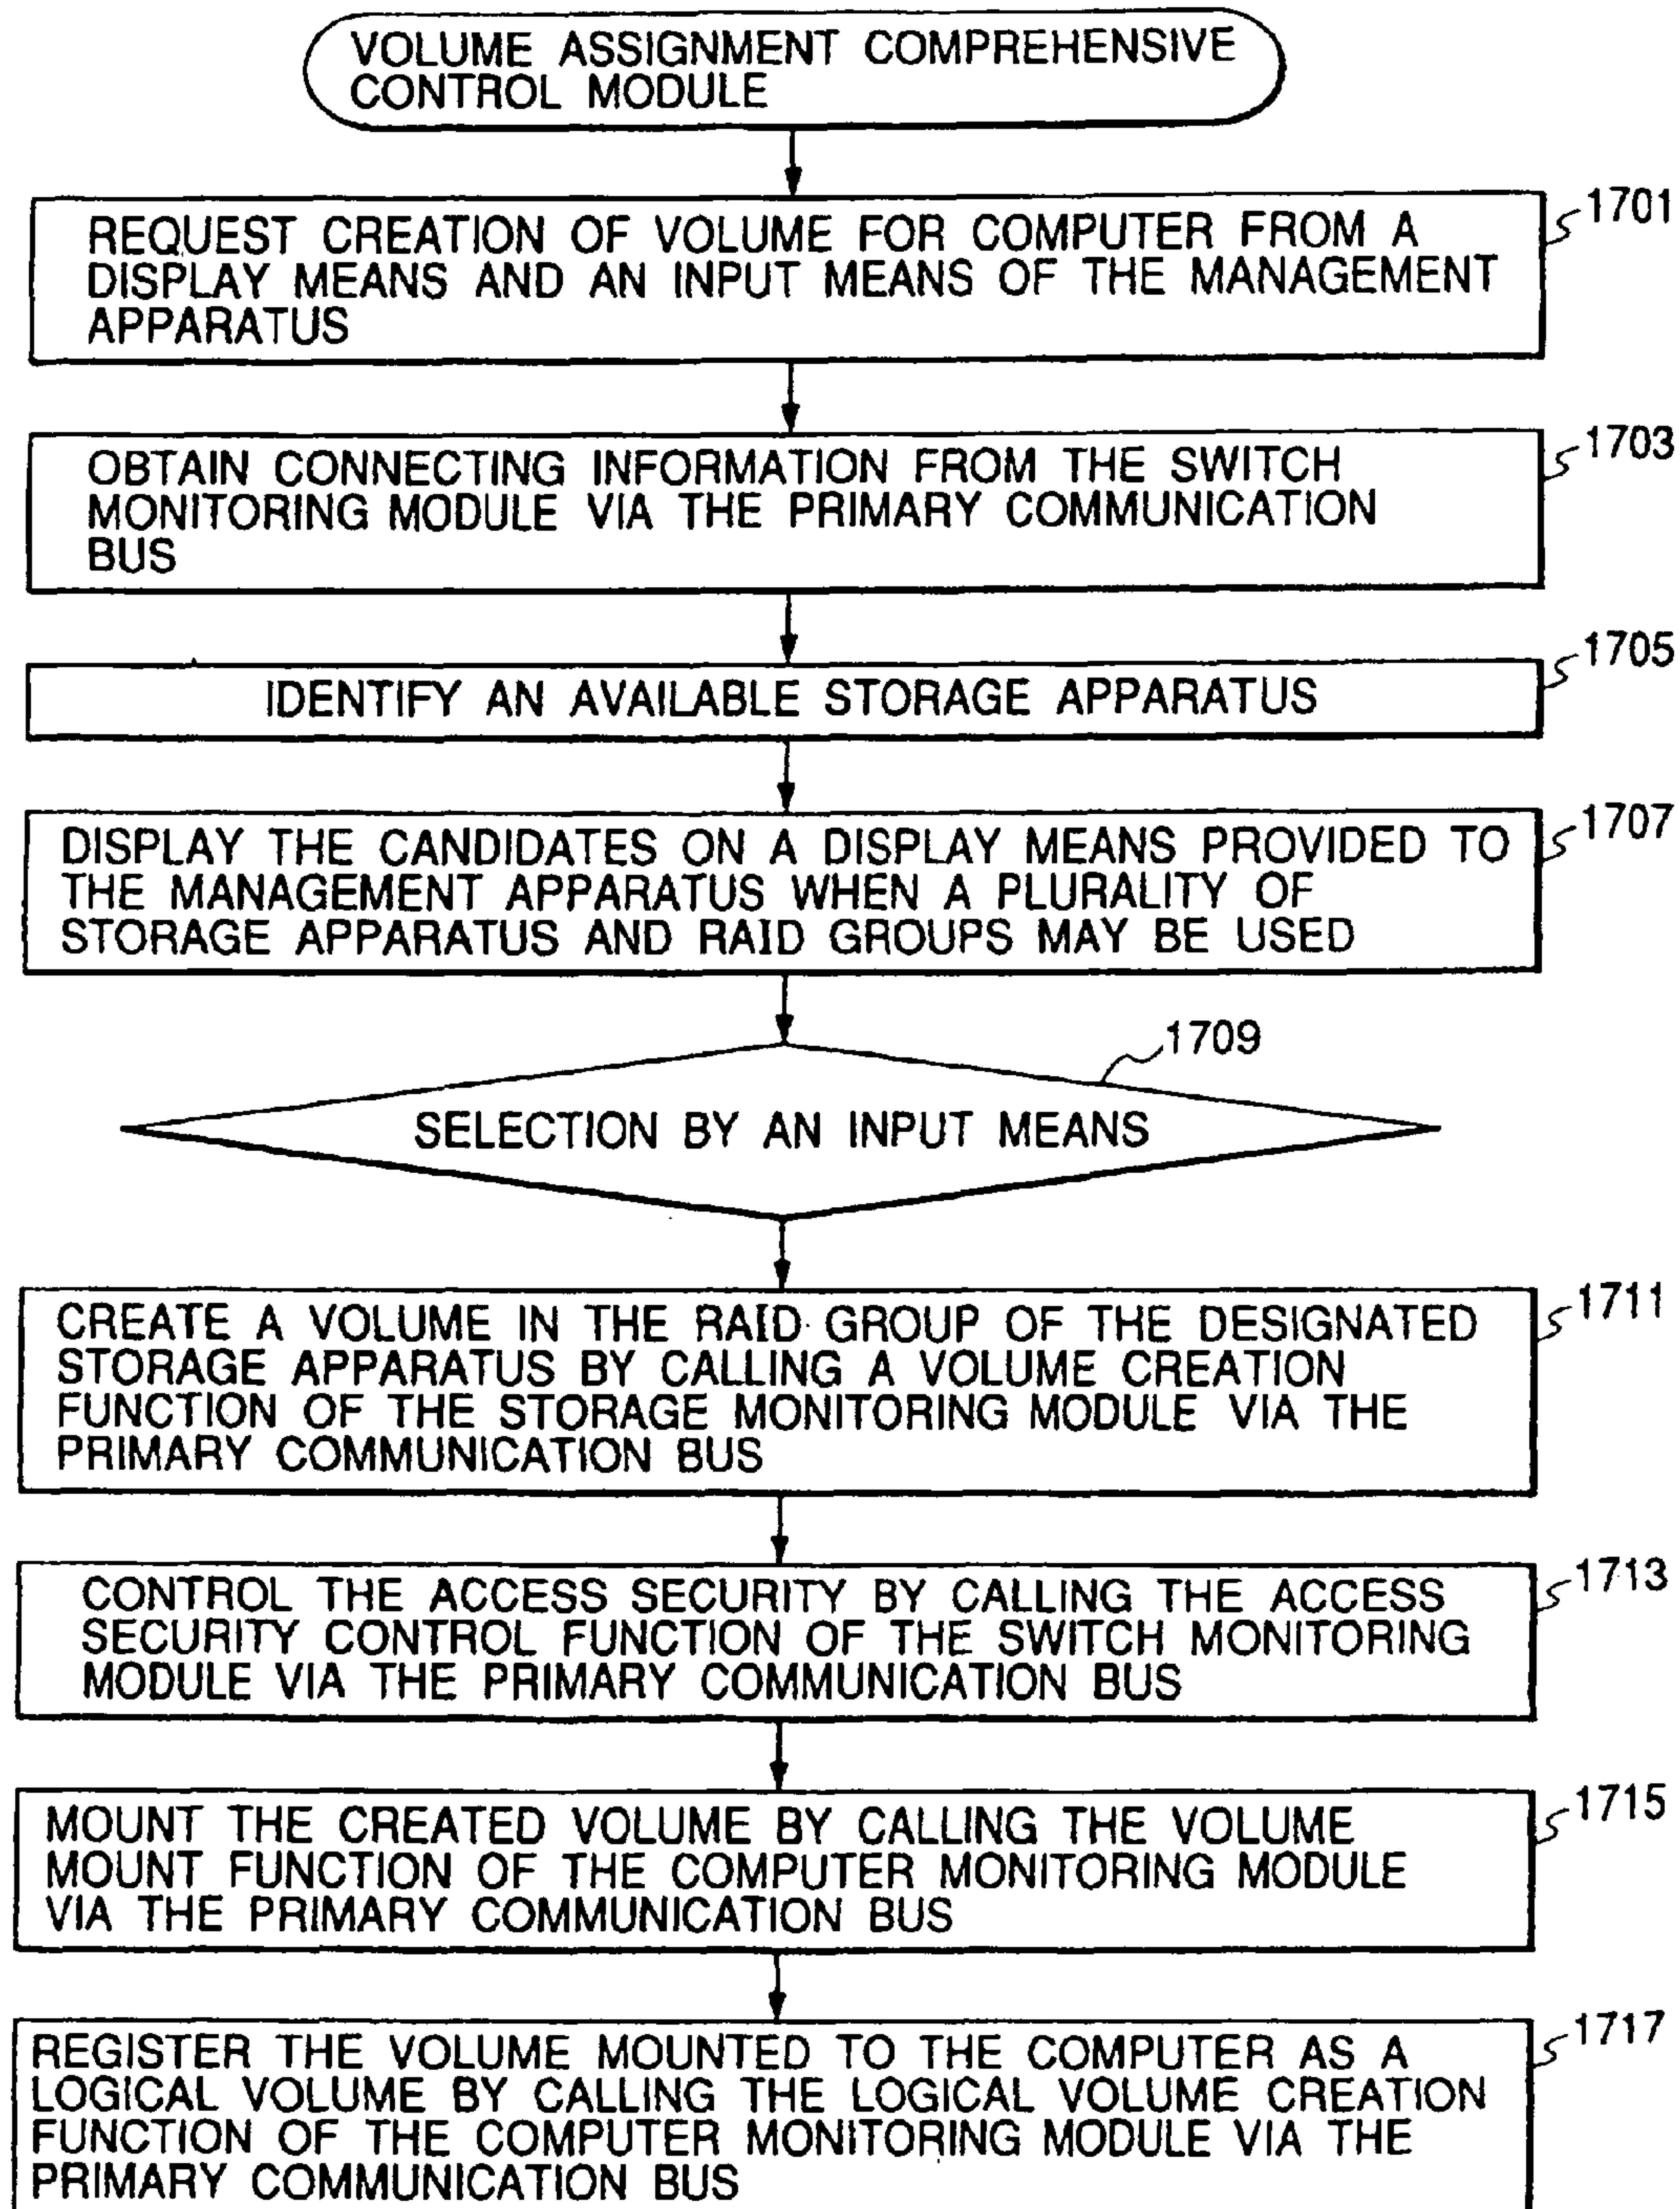 VOLUME ASSIGNMENT COMPREHENSIVE
CONTROL MODULE
1701
REQUEST CREATION OF VOLUME FOR COMPUTER FROM A
DISPLAY MEANS AND AN INPUT MEANS OF THE MANAGEMENT
APPARATUS
1703
OBTAIN CONNECTING INFORMATION FROM THE SWITCH
MONITORING MODULE VIA THE PRIMARY COMMUNICATION
BUS
1705
IDENTIFY AN AVAILABLE STORAGE APPARATUS
1707
DISPLAY THE CANDIDATES ON A DISPLAY MEANS PROVIDED TO
THE MANAGEMENT APPARATUS WHEN A PLURALITY OF
STORAGE APPARATUS AND RAID GROUPS MAY BE USED
1709
SELECTION BY AN INPUT MEANS
1711
CREATE A VOLUME IN THE RAID GROUP OF THE DESIGNATED
STORAGE APPARATUS BY CALLING A VOLUME CREATION
FUNCTION OF THE STORAGE MONITORING MODULE VIA THE
PRIMARY COMMUNICATION BUS
1713
CONTROL THE ACCESS SECURITY BY CALLING THE ACCESS
SECURITY CONTROL FUNCTION OF THE SWITCH MONITORING
MODULE VIA THE PRIMARY COMMUNICATION BUS
1715
MOUNT THE CREATED VOLUME BY CALLING THE VOLUME
MOUNT FUNCTION OF THE COMPUTER MONITORING MODULE
VIA THE PRIMARY COMMUNICATION BUS
1717
REGISTER THE VOLUME MOUNTED TO THE COMPUTER AS A
LOGICAL VOLUME BY CALLING THE LOGICAL VOLUME CREATION
FUNCTION OF THE COMPUTER MONITORING MODULE VIA THE
PRIMARY COMMUNICATION BUS